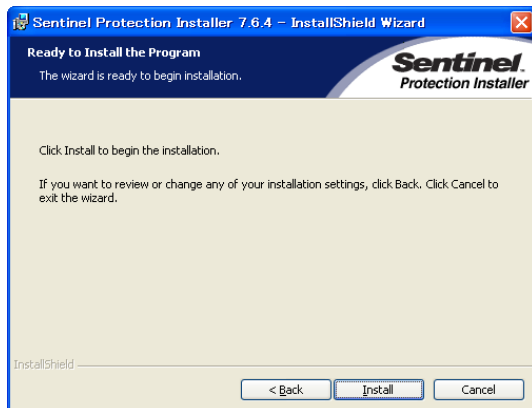 Sentinel Protection Installer 7.6.4 - InstallShield Wizard
Ready to Install the Program
The wizard is ready to begin installation.
Sentinel.
Protection Installer
Click Install to begin the installation.
If you want to review or change any of your installation settings, click Back. Click Cancel to
exit the wizard.
InstallShield
< Back
Install
Cancel